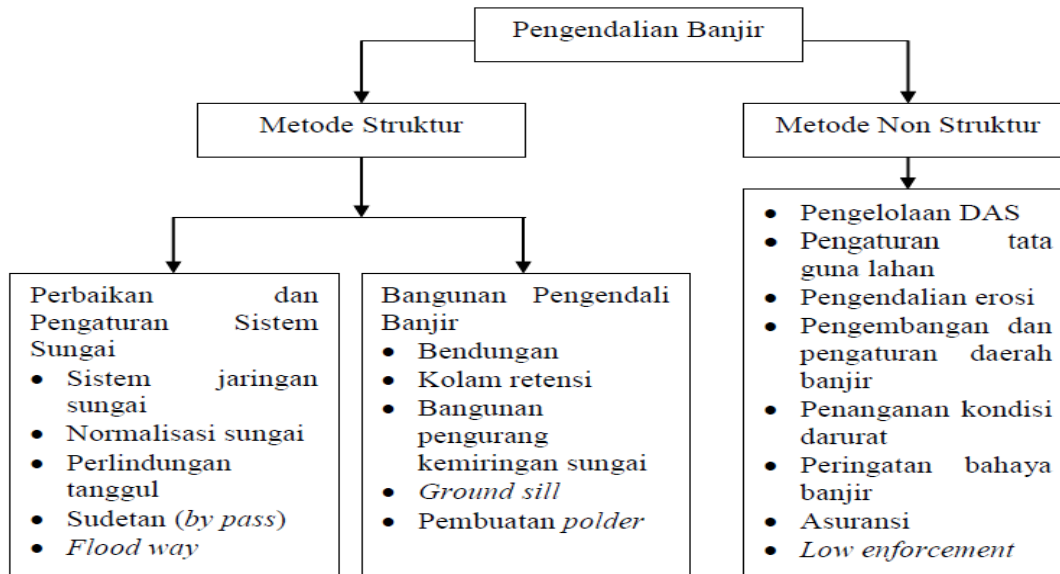 Pengendalian Banjir
Metode Struktur
Metode Non Struktur
Perbaikan dan
Pengaturan Sistem
Sungai
• Sistem jaringan
sungai
• Normalisasi sungai
• Perlindungan
tanggul
• Sudetan (by pass)
• Flood way
Bangunan Pengendali
Banjir
• Bendungan
• Kolam retensi
• Bangunan
pengurang
kemiringan sungai
• Ground sill
• Pembuatan polder
• Pengelolaan DAS
• Pengaturan tata
guna lahan
• Pengendalian erosi
• Pengembangan dan
pengaturan daerah
banjir
• Penanganan kondisi
darurat
• Peringatan bahaya
banjir
• Asuransi
• Low enforcement